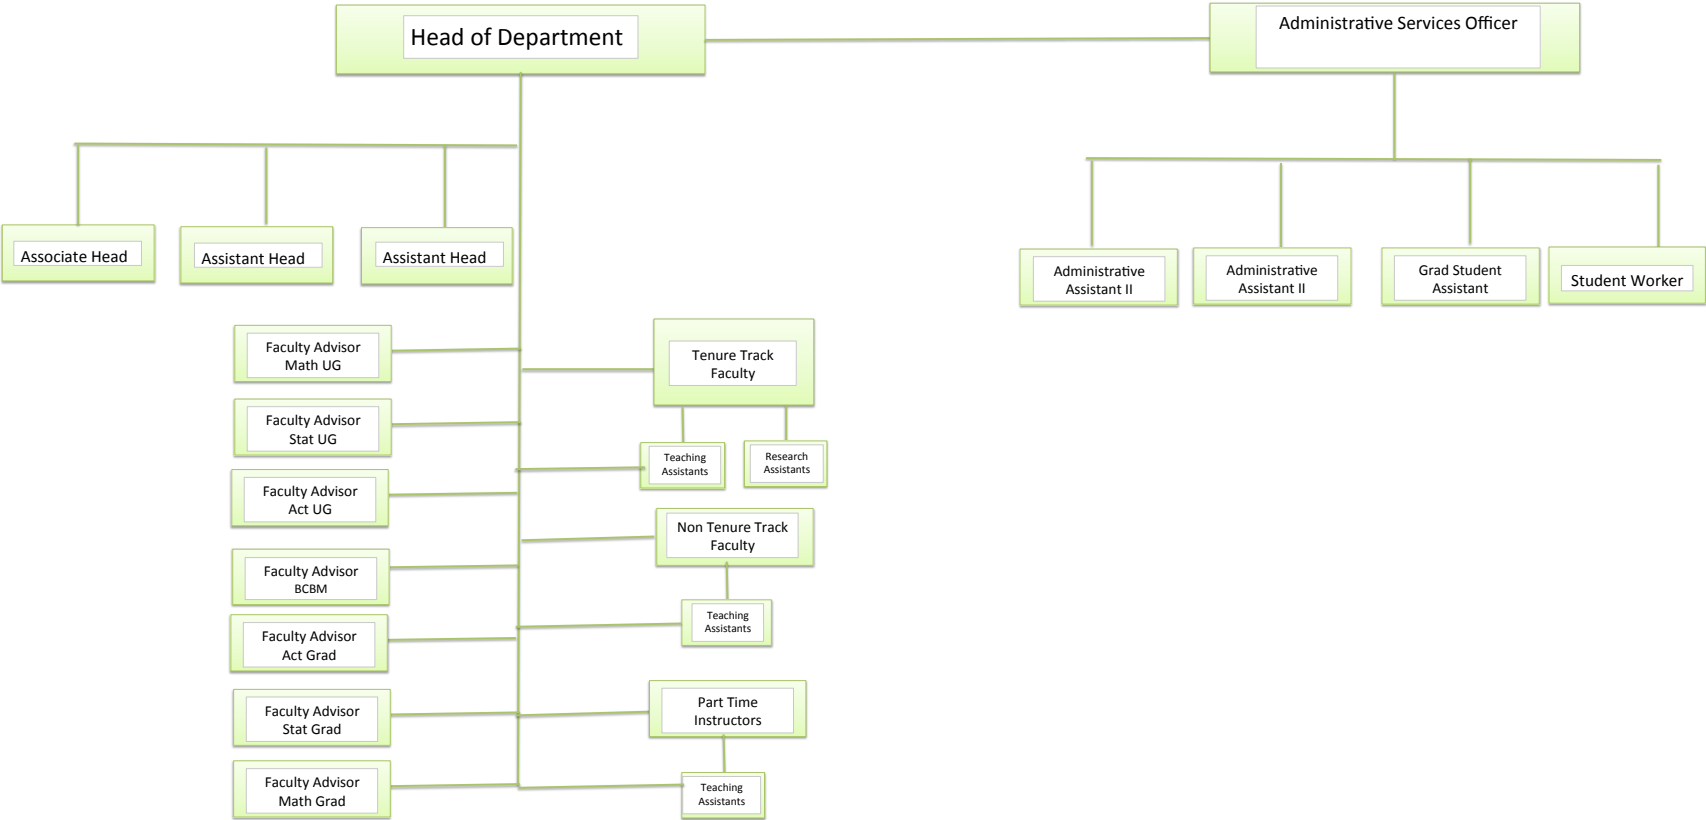 Head of Department
Administrative Services Officer
Associate Head
Assistant Head
Assistant Head
Administrative
Assistant II
Administrative
Assistant II
Grad Student
Assistant
Student Worker
Faculty Advisor
Math UG
Tenure Track
Faculty
Faculty Advisor
Stat UG
Teaching
Assistants
Research
Assistants
Faculty Advisor
Act UG
Non Tenure Track
Faculty
Faculty Advisor
BCBM
Teaching
Assistants
Faculty Advisor
Act Grad
Faculty Advisor
Stat Grad
Part Time
Instructors
Faculty Advisor
Math Grad
Teaching
Assistants